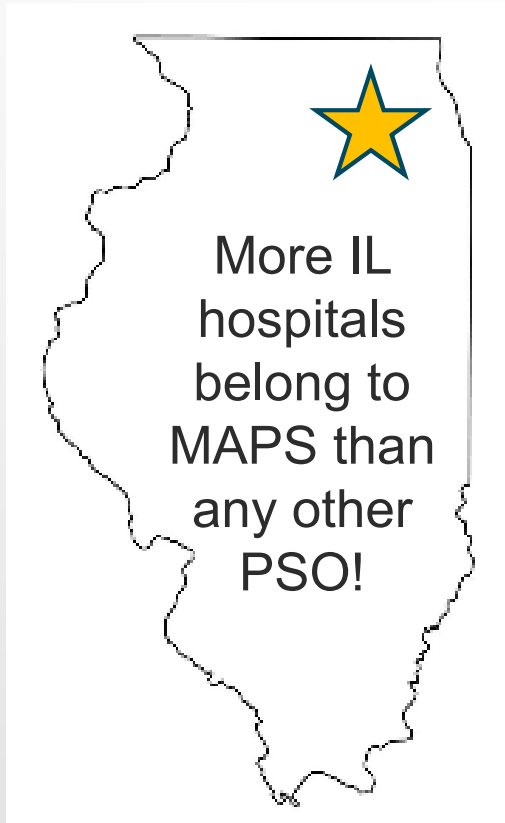 More IL
hospitals
belong to
MAPS than
any other
PSO!